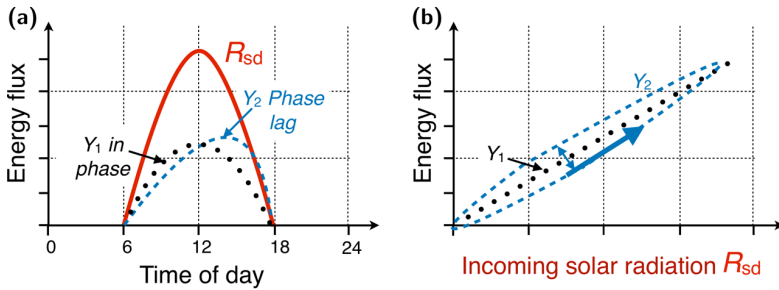 (a)
Energy flux
R_sd
Y_2 Phase
lag
Y_1 in
phase
0 6 12 18 24
Time of day
(b)
Energy flux
Y_2
Y_1
Incoming solar radiation R_sd